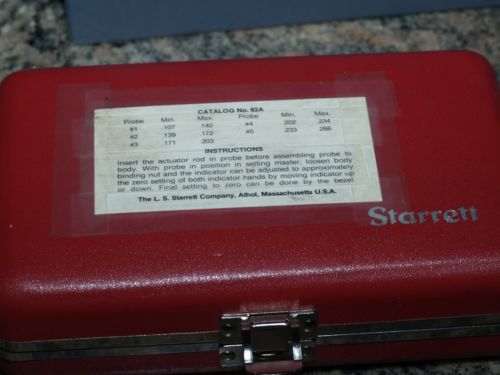 CATALOG No. 82A
Probe Min. Max. Probe Min. Max.
#1 .107 .140 #4 .202 .234
#2 .139 .172 #5 .233 .266
#3 .171 .203
INSTRUCTIONS
Insert the actuator rod in probe before assembling probe to
body. With probe in position in setting master, loosen body
binding nut and the indicator can be adjusted to approximately
the zero setting of both indicator hands by moving indicator up
or down. Final setting to zero can be done by the bezel
The L. S. Starrett Company, Athol, Massachusetts U.S.A.
Starrett